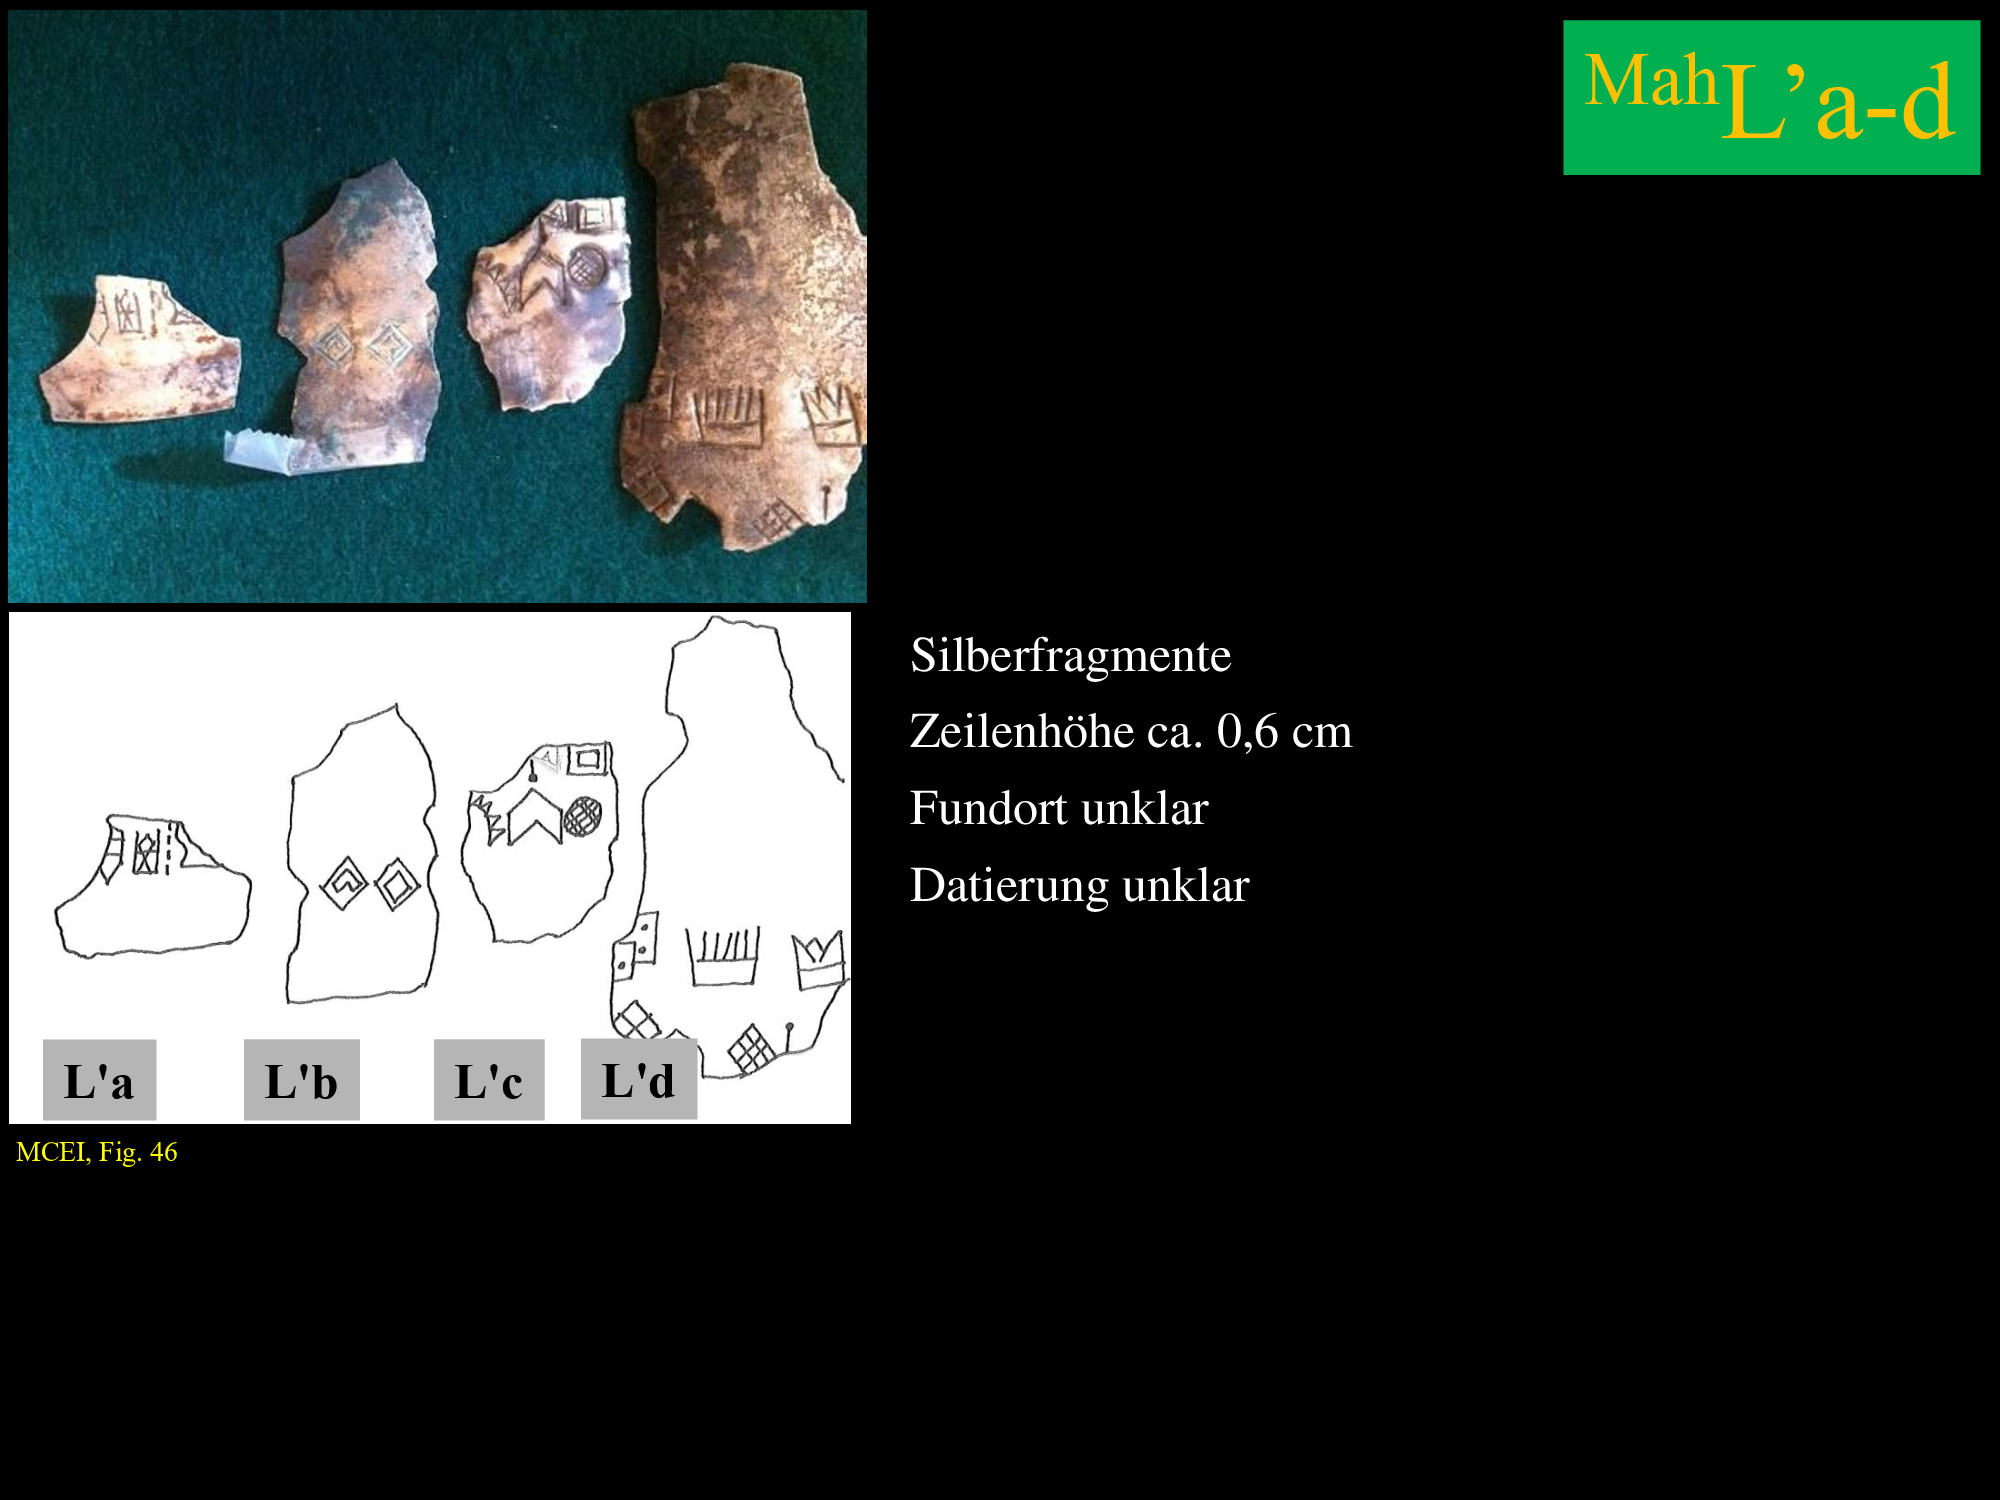 MahL’a-d
Silberfragmente
Zeilenhöhe ca. 0,6 cm
Fundort unklar
Datierung unklar
L'a L'b L'c L'd
MCEI, Fig. 46